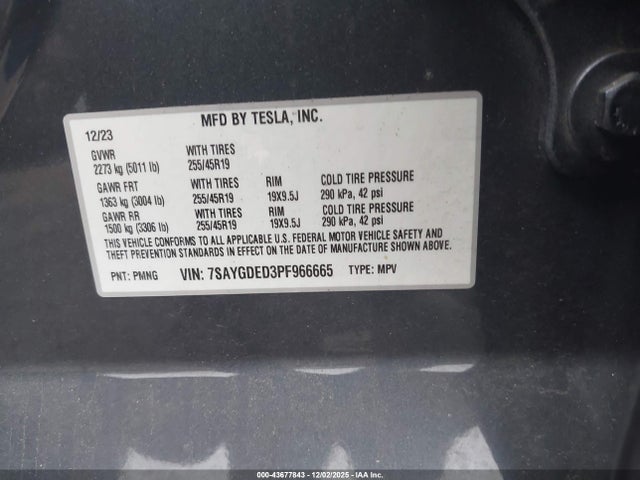 MFD BY TESLA, INC.
12/23
GVWR WITH TIRES
2273 kg (5011 lb) 255/45R19
GAWR FRT WITH TIRES RIM COLD TIRE PRESSURE
1363 kg (3004 lb) 255/45R19 19X9.5J 290 kPa, 42 psi
GAWR RR WITH TIRES RIM COLD TIRE PRESSURE
1500 kg (3306 lb) 255/45R19 19X9.5J 290 kPa, 42 psi
THIS VEHICLE CONFORMS TO ALL APPLICABLE U.S. FEDERAL MOTOR VEHICLE SAFETY AND
THEFT PREVENTION STANDARDS IN EFFECT ON THE DATE OF MANUFACTURE SHOWN ABOVE.
PNT: PMNG VIN: 7SAYGDED3PF966665 TYPE: MPV
000-43677843 - 12/02/2025 - IAA Inc.